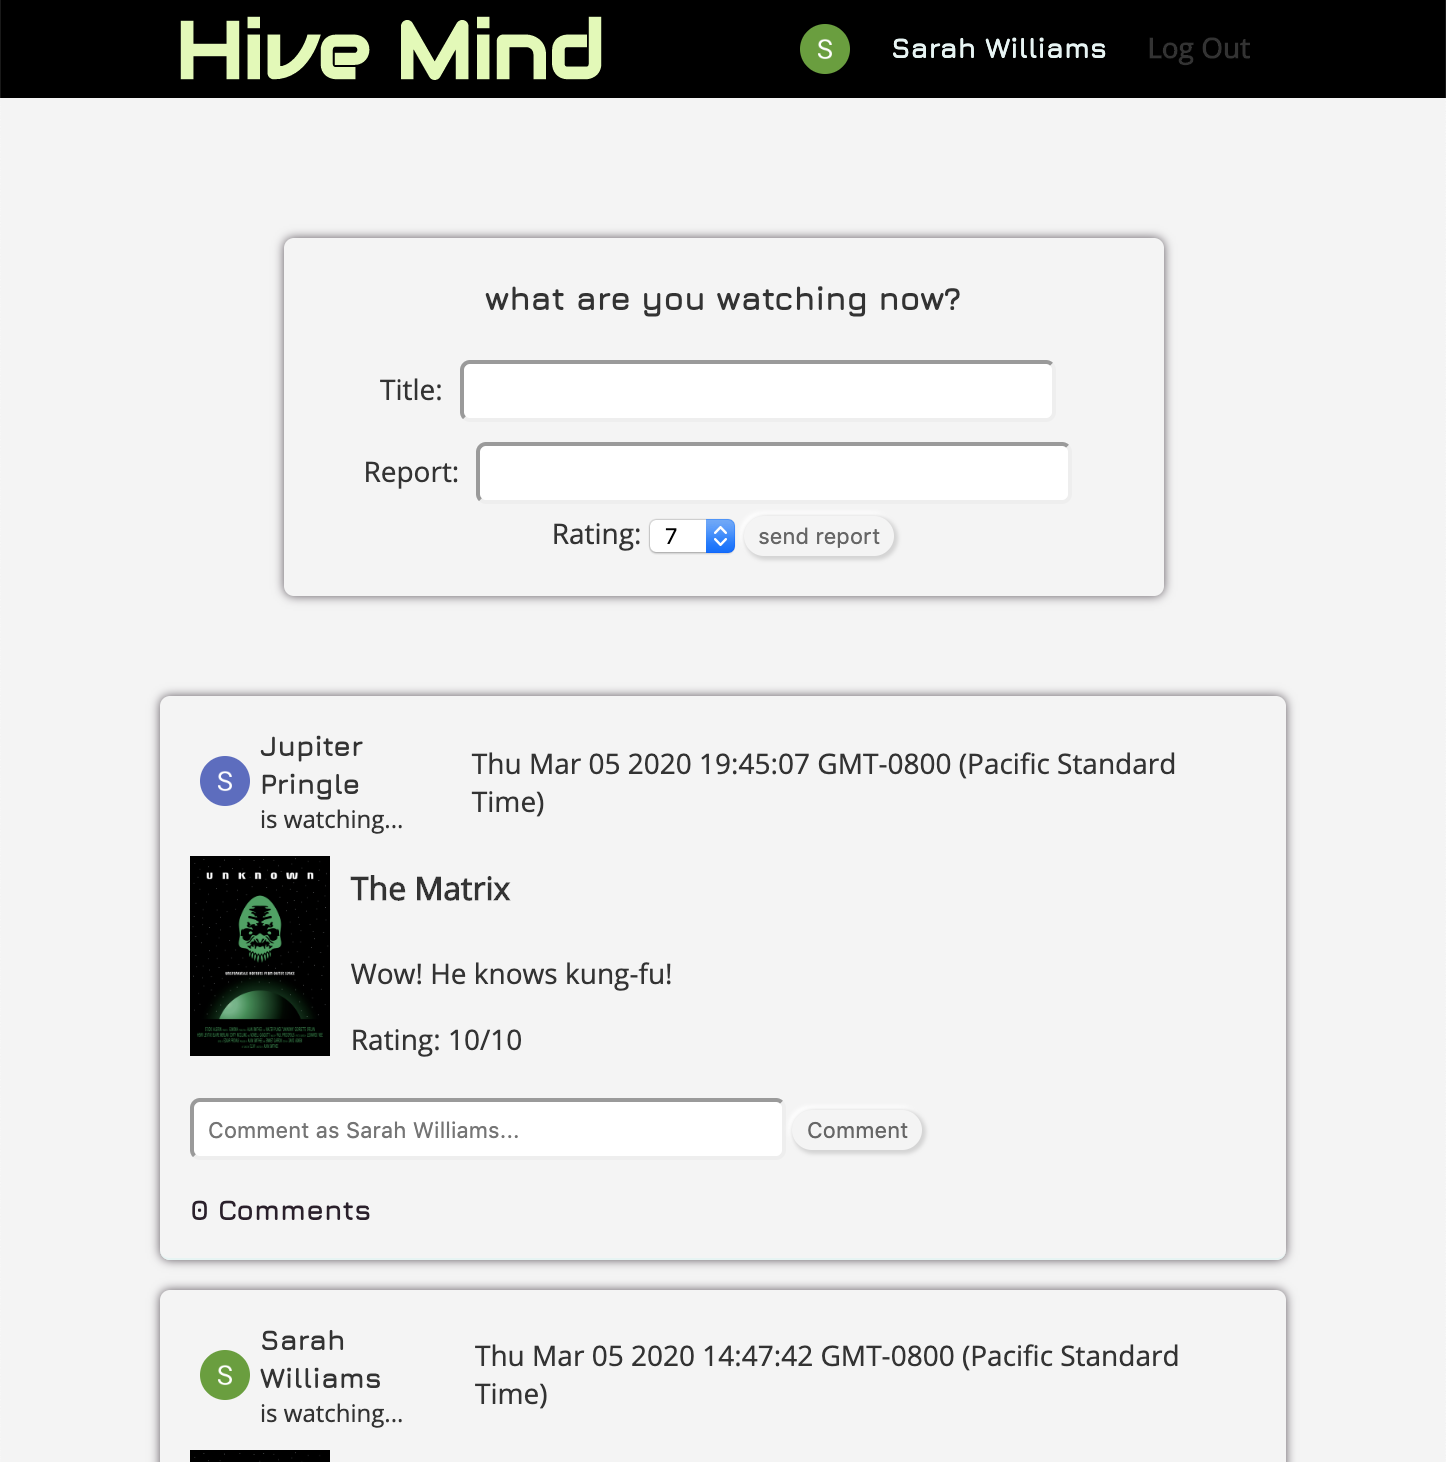 Hive Mind
S
Sarah Williams
Log Out
what are you watching now?
Title:
Report:
Rating: 7 send report
S
Jupiter
Pringle
is watching...
Thu Mar 05 2020 19:45:07 GMT-0800 (Pacific Standard
Time)
unknown
The Matrix
Wow! He knows kung-fu!
Rating: 10/10
Comment as Sarah Williams...
Comment
0 Comments
S
Sarah
Williams
is watching...
Thu Mar 05 2020 14:47:42 GMT-0800 (Pacific Standard
Time)